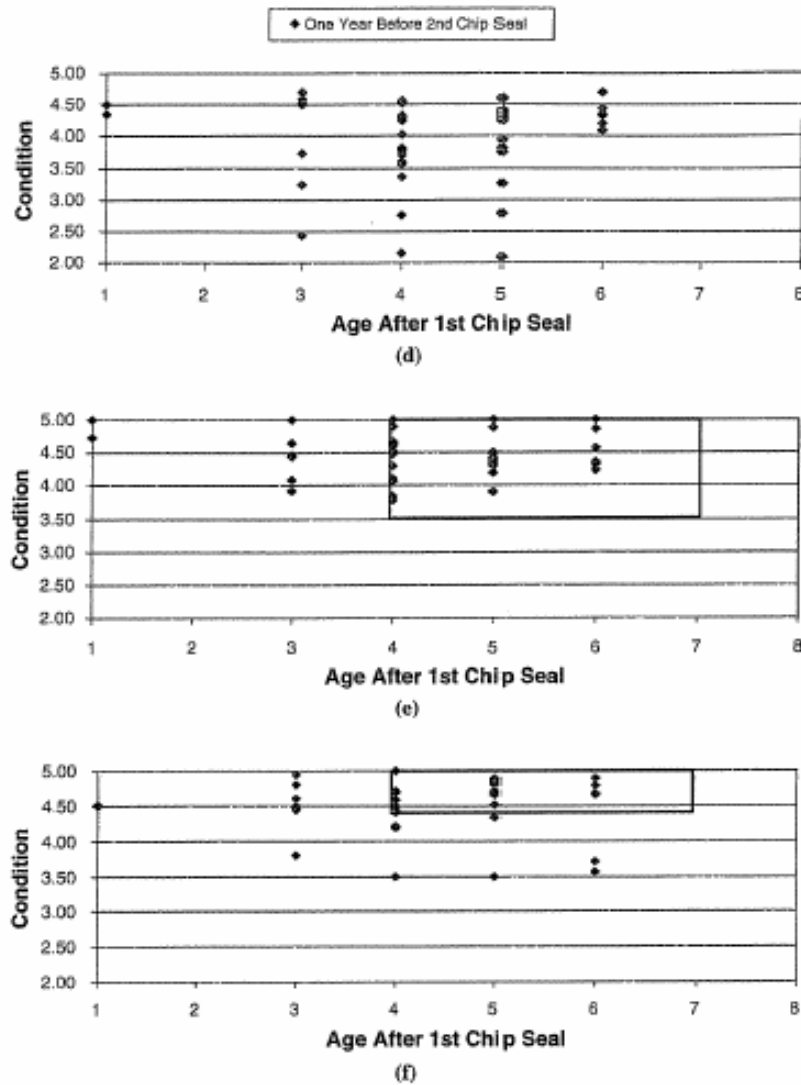 ◆ One Year Before 2nd Chip Seal
5.00
4.50
4.00
3.50
3.00
2.50
2.00
Condition
1 2 3 4 5 6 7 8
Age After 1st Chip Seal
(d)
5.00
4.50
4.00
3.50
3.00
2.50
2.00
Condition
1 2 3 4 5 6 7 8
Age After 1st Chip Seal
(e)
5.00
4.50
4.00
3.50
3.00
2.50
2.00
Condition
1 2 3 4 5 6 7 8
Age After 1st Chip Seal
(f)